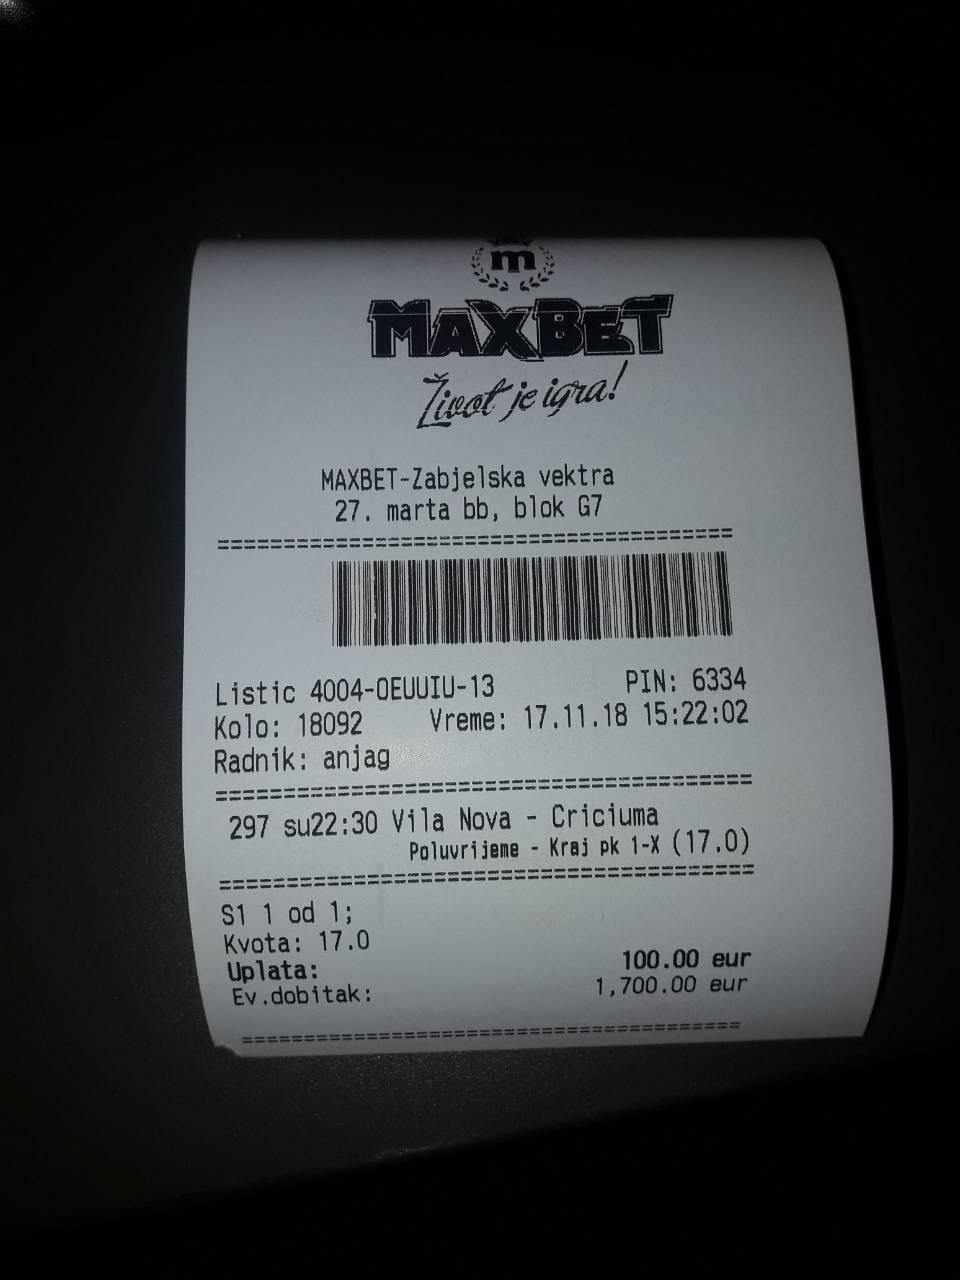 m
MAXBET
Život je igra!
MAXBET-Zabjelska vektra
27. marta bb, blok G7
=======================================
Listic 4004-OEUUIU-13 PIN: 6334
Kolo: 18092 Vreme: 17.11.18 15:22:02
Radnik: anjag
=======================================
297 su22:30 Vila Nova - Criciuma
Poluvrijeme - Kraj pk 1-X (17.0)
=======================================
S1 1 od 1;
Kvota: 17.0
Uplata: 100.00 eur
Ev.dobitak: 1,700.00 eur
=======================================